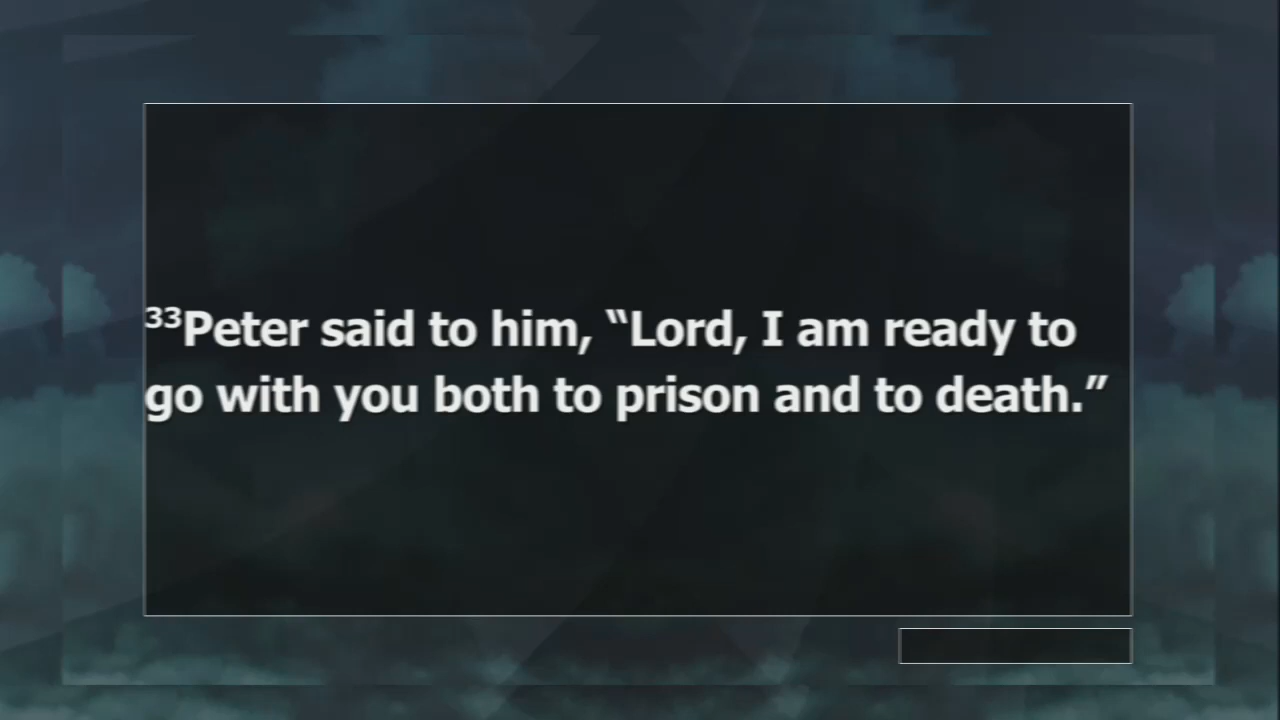 ³³Peter said to him, “Lord, I am ready to
go with you both to prison and to death.”